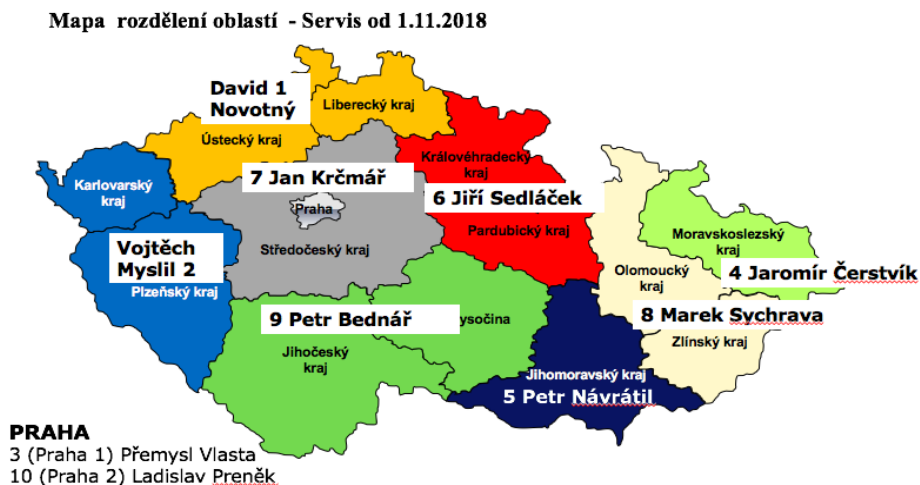 Mapa rozdělení oblastí - Servis od 1.11.2018
David 1
Novotný
Liberecký kraj
Ústecký kraj
Královéhradecký
kraj
7 Jan Krčmář
Karlovarský
kraj
6 Jiří Sedláček
Praha
Pardubický kraj
Moravskoslezský
kraj
Vojtěch
Myslil 2
Středočeský kraj
Plzeňský kraj
Olomoucký
kraj
4 Jaromír Čerstvík
9 Petr Bednář
ysočina
8 Marek Sychrava
Zlínský kraj
Jihočeský
kraj
Jihomoravský kraj
5 Petr Návrátil
PRAHA
3 (Praha 1) Přemysl Vlasta
10 (Praha 2) Ladislav Preněk